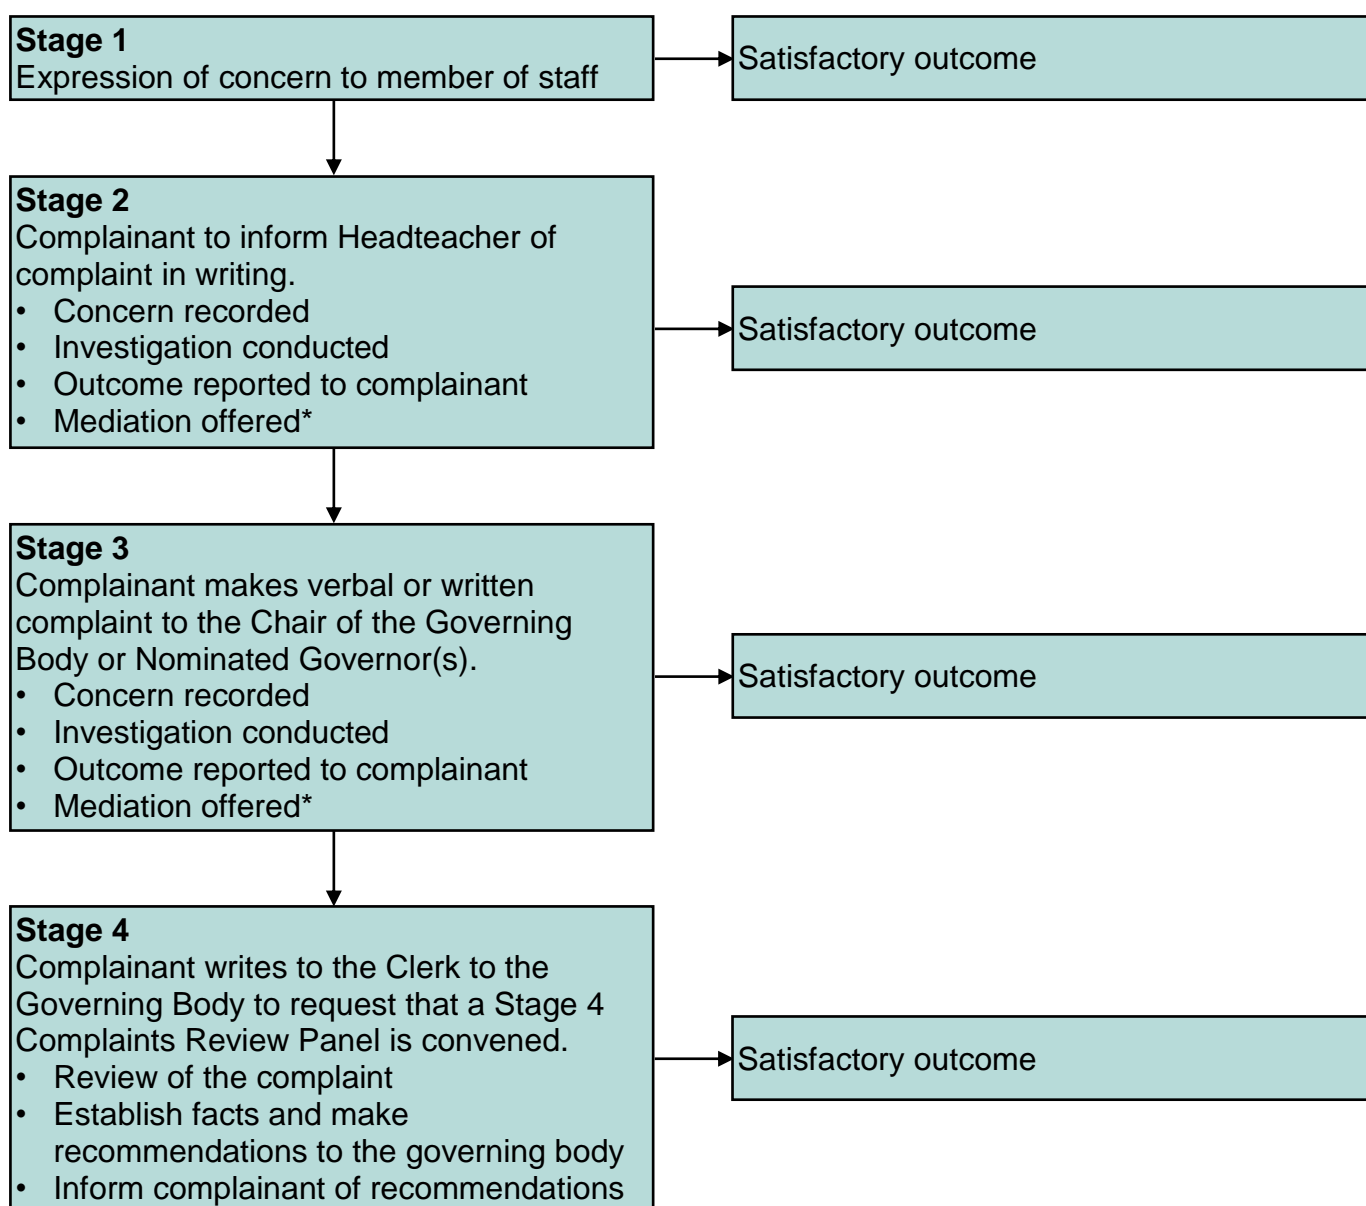 Stage 1
Expression of concern to member of staff
Satisfactory outcome
Stage 2
Complainant to inform Headteacher of
complaint in writing.
• Concern recorded
• Investigation conducted
• Outcome reported to complainant
• Mediation offered*
Satisfactory outcome
Stage 3
Complainant makes verbal or written
complaint to the Chair of the Governing
Body or Nominated Governor(s).
• Concern recorded
• Investigation conducted
• Outcome reported to complainant
• Mediation offered*
Satisfactory outcome
Stage 4
Complainant writes to the Clerk to the
Governing Body to request that a Stage 4
Complaints Review Panel is convened.
• Review of the complaint
• Establish facts and make
recommendations to the governing body
• Inform complainant of recommendations
Satisfactory outcome